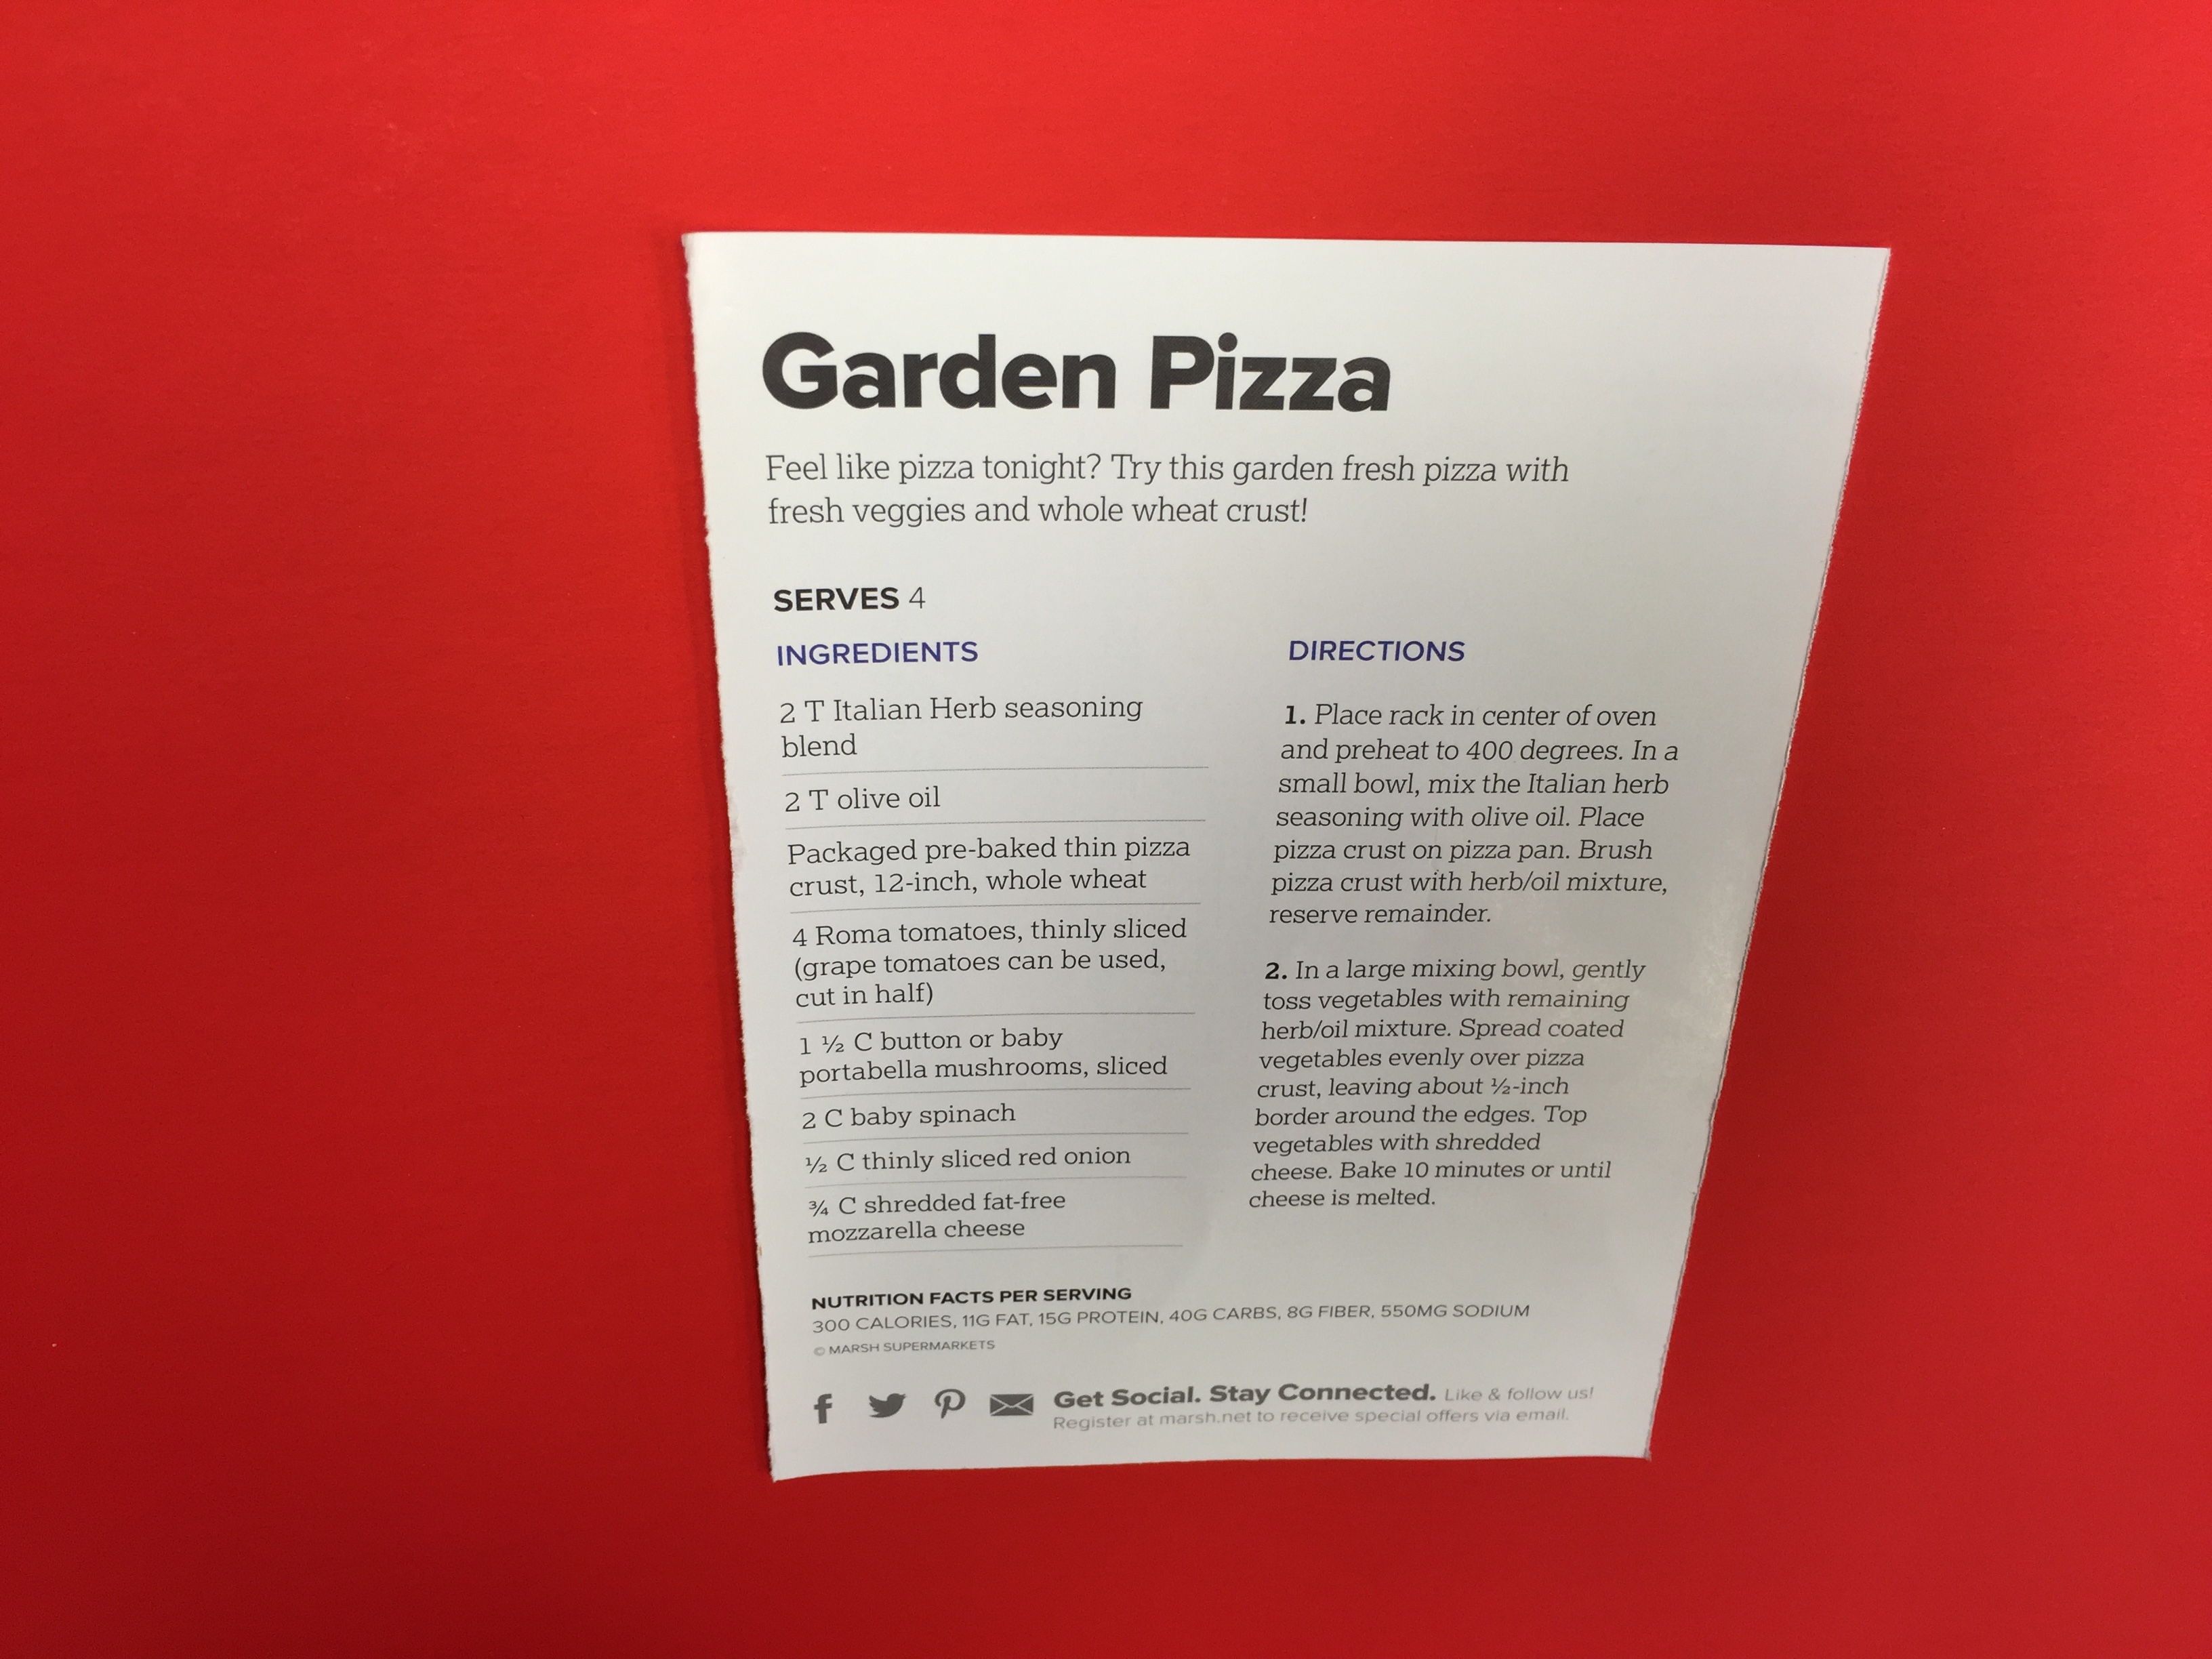 Garden Pizza
Feel like pizza tonight? Try this garden fresh pizza with
fresh veggies and whole wheat crust!
SERVES 4
INGREDIENTS
2 T Italian Herb seasoning
blend
2 T olive oil
Packaged pre-baked thin pizza
crust, 12-inch, whole wheat
4 Roma tomatoes, thinly sliced
(grape tomatoes can be used,
cut in half)
1 ½ C button or baby
portabella mushrooms, sliced
2 C baby spinach
½ C thinly sliced red onion
¾ C shredded fat-free
mozzarella cheese
DIRECTIONS
1. Place rack in center of oven
and preheat to 400 degrees. In a
small bowl, mix the Italian herb
seasoning with olive oil. Place
pizza crust on pizza pan. Brush
pizza crust with herb/oil mixture,
reserve remainder.
2. In a large mixing bowl, gently
toss vegetables with remaining
herb/oil mixture. Spread coated
vegetables evenly over pizza
crust, leaving about ½-inch
border around the edges. Top
vegetables with shredded
cheese. Bake 10 minutes or until
cheese is melted.
NUTRITION FACTS PER SERVING
300 CALORIES, 11G FAT, 15G PROTEIN, 40G CARBS, 8G FIBER, 550MG SODIUM
© MARSH SUPERMARKETS
Get Social. Stay Connected. Like & follow us!
Register at marsh.net to receive special offers via email.